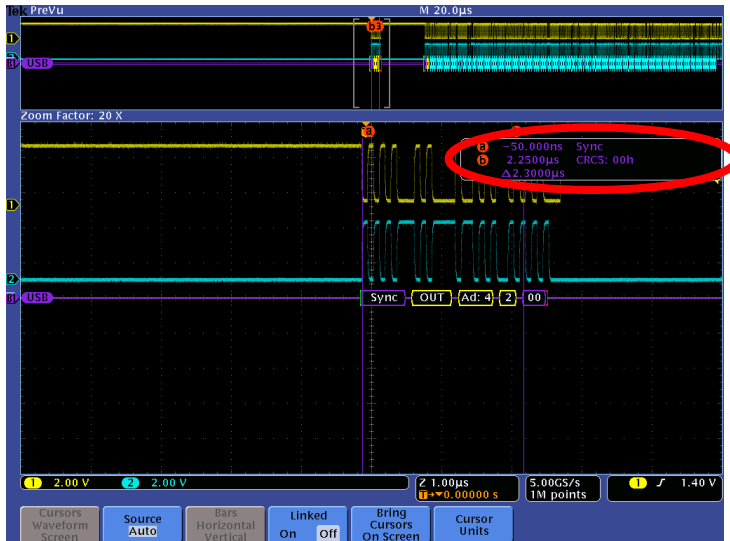 Tek PreVu M 20.0µs
b a
1
2
B1 USB
Zoom Factor: 20 X
a
a -50.000ns Sync
b 2.2500µs CRC5: 00h
Δ2.3000µs
1
2
B1 USB Sync OUT Ad: 4 2 00
1 2.00 V 2 2.00 V Z 1.00µs 5.00GS/s 1 1.40 V
T→▼0.00000 s 1M points
Cursors Waveform Screen
Source Auto
Bars Horizontal Vertical
Linked On Off
Bring Cursors On Screen
Cursor Units